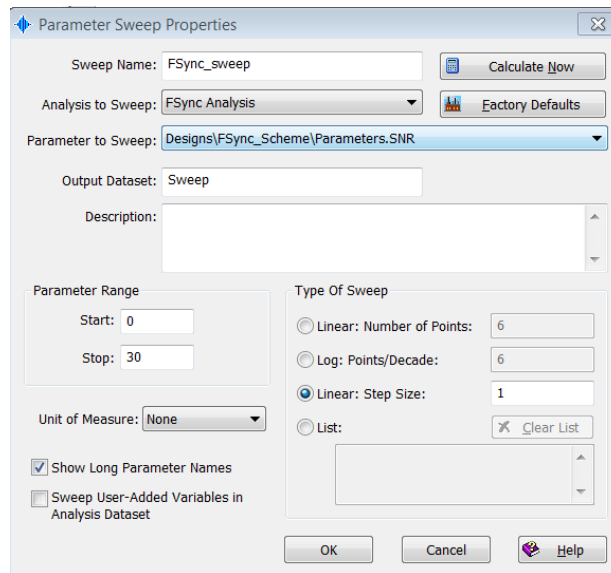 Parameter Sweep Properties
Sweep Name: FSync_sweep Calculate Now
Analysis to Sweep: FSync Analysis Factory Defaults
Parameter to Sweep: Designs\FSync_Scheme\Parameters.SNR
Output Dataset: Sweep
Description:
Parameter Range
Start: 0
Stop: 30
Unit of Measure: None
Show Long Parameter Names
Sweep User-Added Variables in
Analysis Dataset
Type Of Sweep
Linear: Number of Points: 6
Log: Points/Decade: 6
Linear: Step Size: 1
List: Clear List
OK Cancel Help